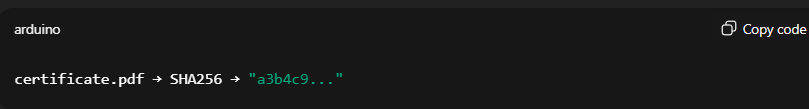 arduino
Copy code
certificate.pdf → SHA256 → "a3b4c9..."